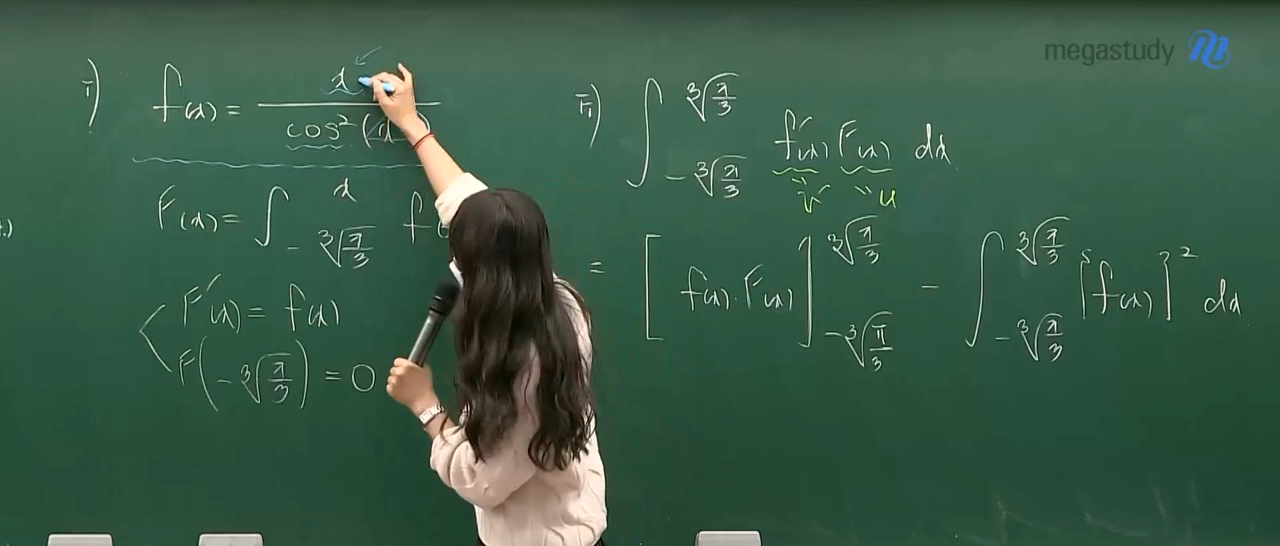 megastudy
i) f(x) = x / cos²(x
F(x) = ∫_{-∛(π/3)}^{x} f(
F'(x) = f(x)
F(-∛(π/3)) = 0
ii) ∫_{-∛(π/3)}^{∛(π/3)} f'(x) F(x) dx
v' u
= [f(x)·F(x)]_{-∛(π/3)}^{∛(π/3)} - ∫_{-∛(π/3)}^{∛(π/3)} [f(x)]² dx